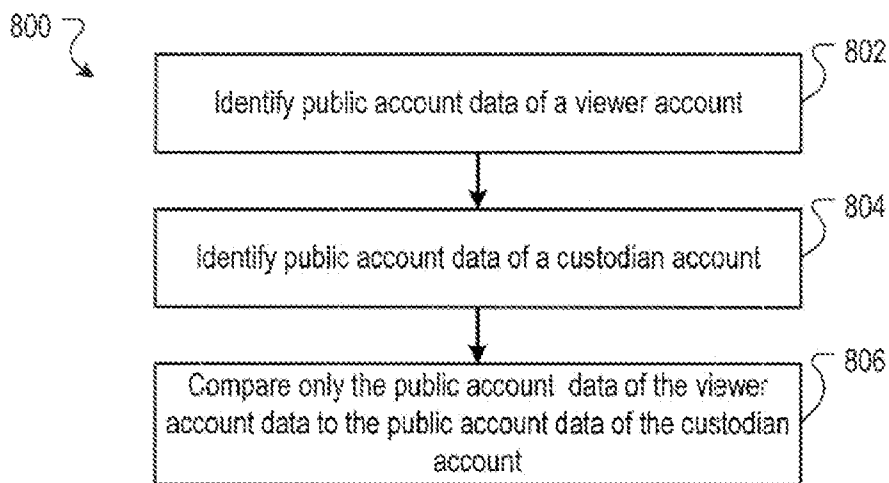 800
802
Identify public account data of a viewer account
804
Identify public account data of a custodian account
806
Compare only the public account data of the viewer
account data to the public account data of the custodian
account